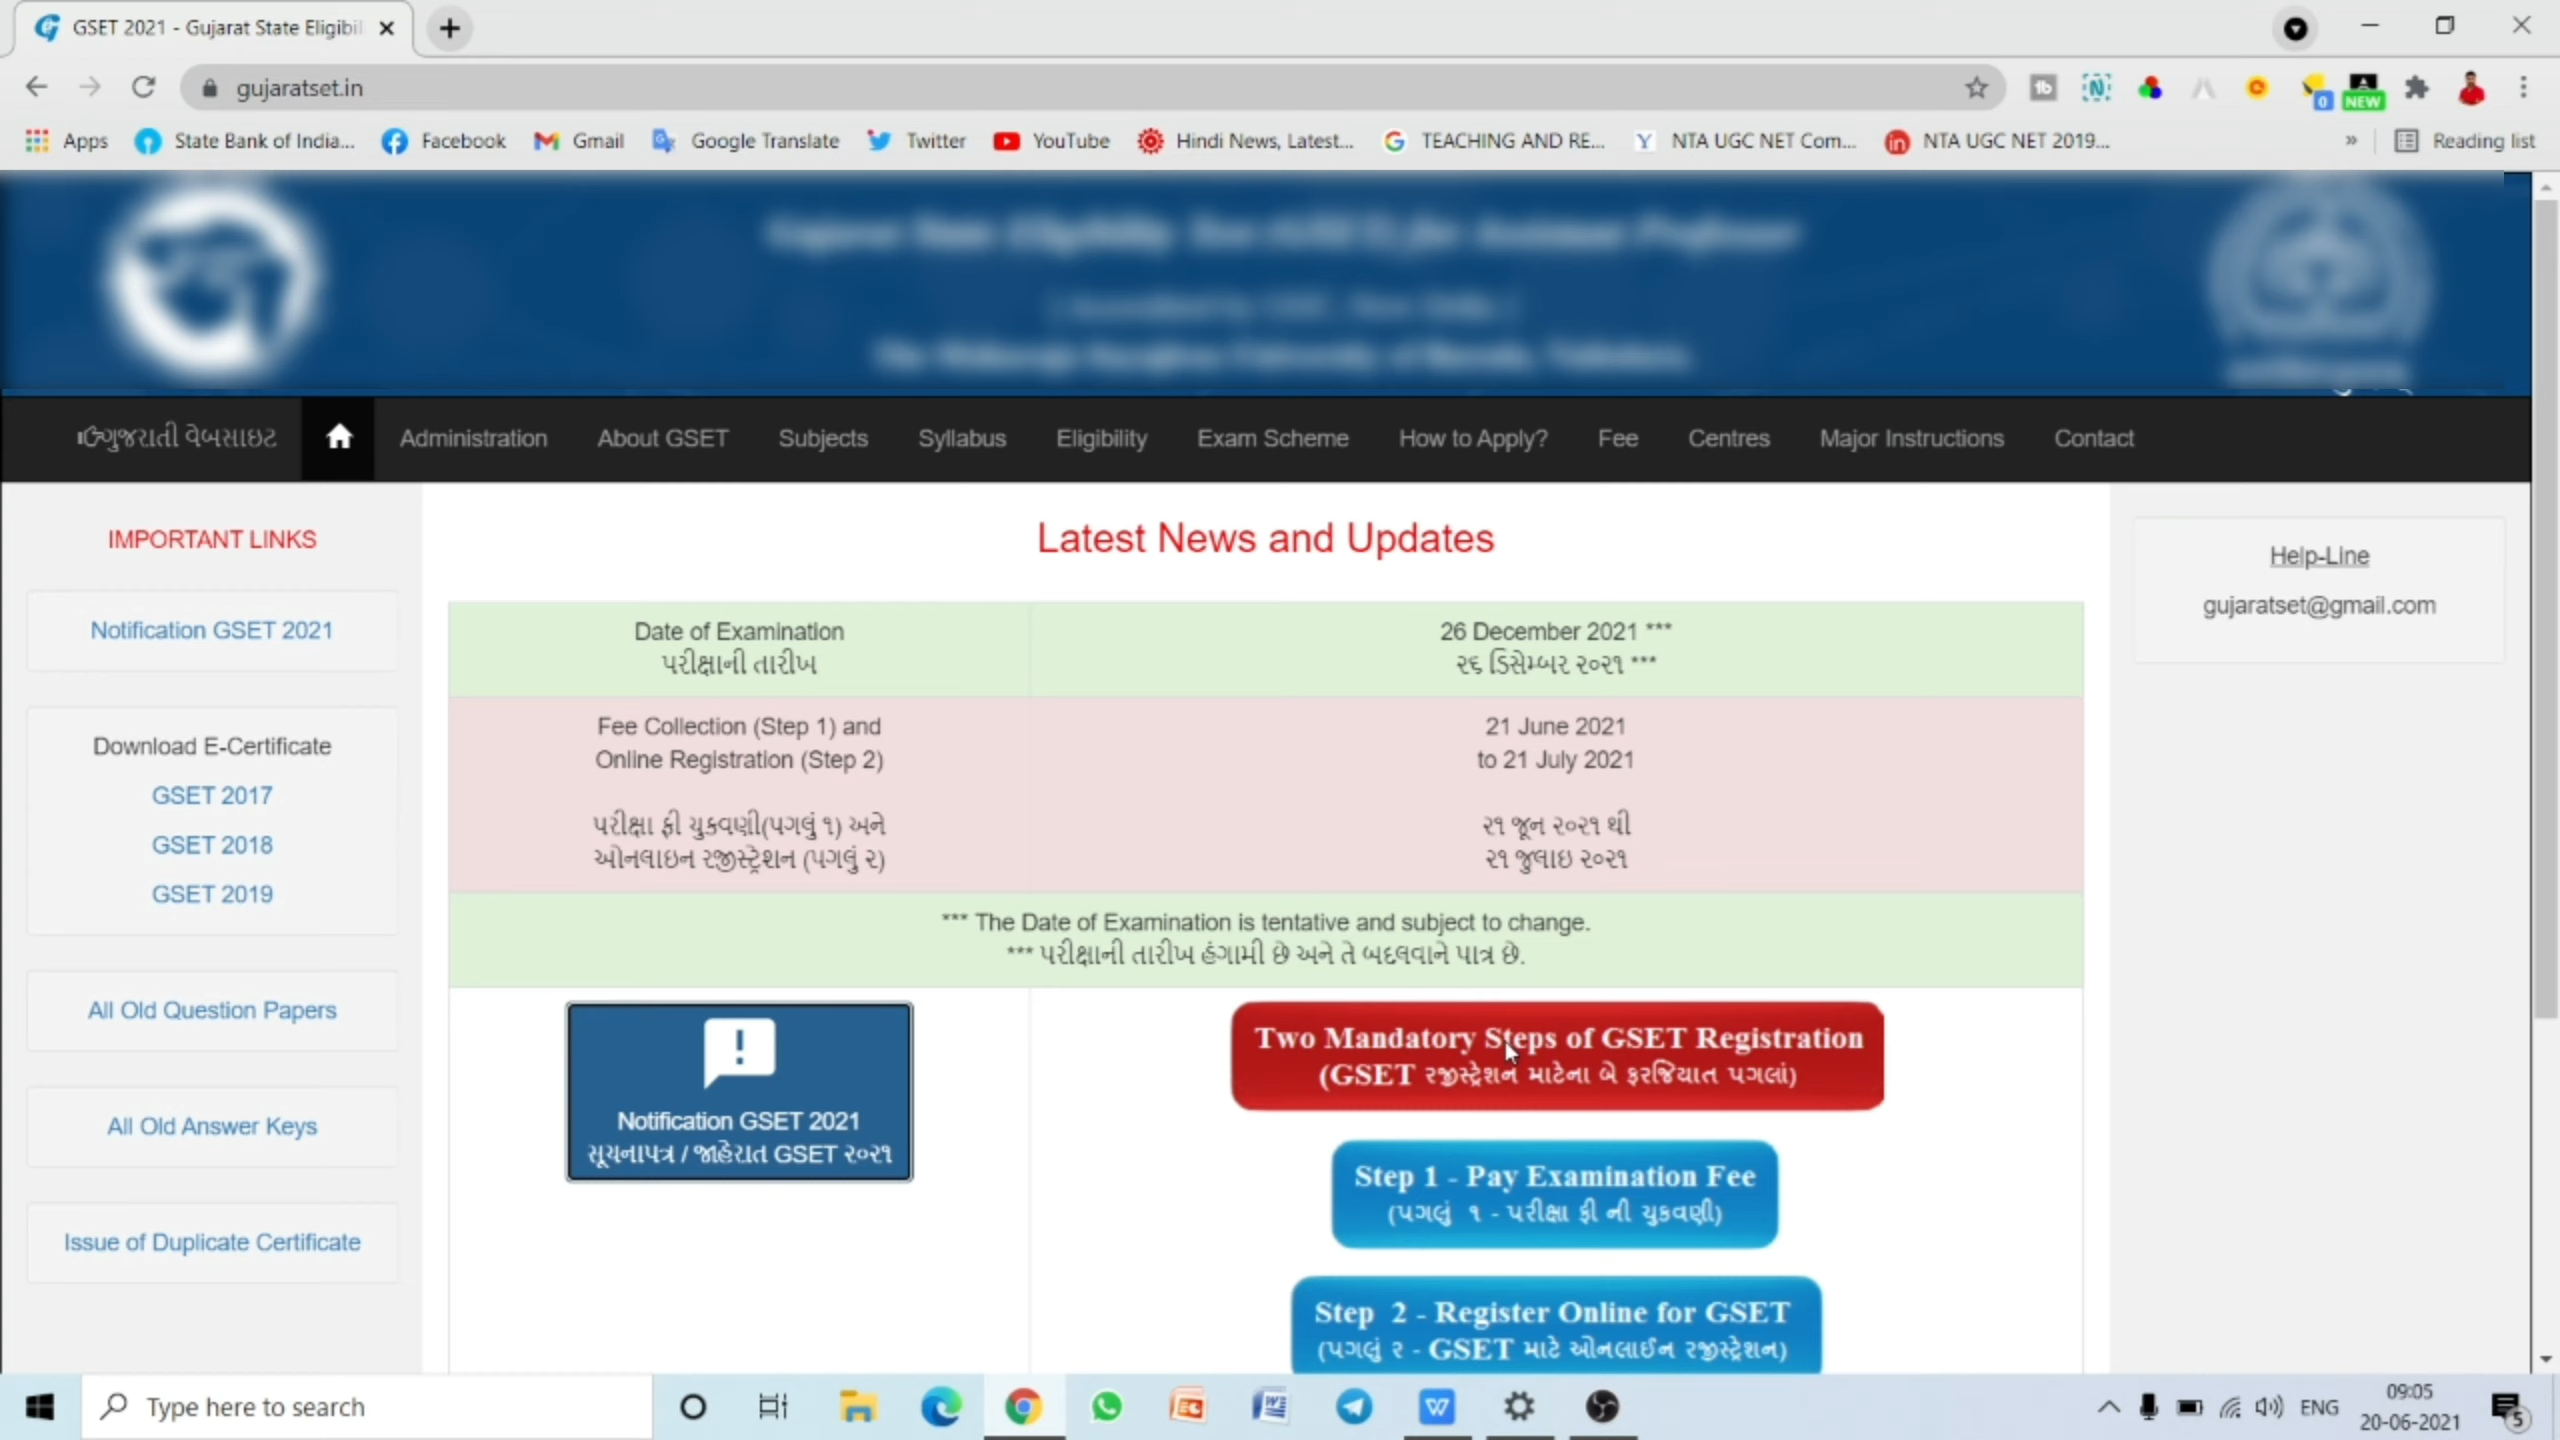 GSET 2021 - Gujarat State Eligibil
gujaratset.in
NEW
0
Apps
State Bank of India...
Facebook
Gmail
Google Translate
Twitter
YouTube
Hindi News, Latest...
TEACHING AND RE...
NTA UGC NET Com...
NTA UGC NET 2019...
»
Reading list
ગુજરાતી વેબસાઇટ
Administration
About GSET
Subjects
Syllabus
Eligibility
Exam Scheme
How to Apply?
Fee
Centres
Major Instructions
Contact
IMPORTANT LINKS
Notification GSET 2021
Download E-Certificate
GSET 2017
GSET 2018
GSET 2019
All Old Question Papers
All Old Answer Keys
Issue of Duplicate Certificate
Latest News and Updates
Date of Examination
પરીક્ષાની તારીખ
26 December 2021 ***
૨૬ ડિસેમ્બર ૨૦૨૧ ***
Fee Collection (Step 1) and
Online Registration (Step 2)
પરીક્ષા ફી ચુકવણી(પગલું ૧) અને
ઓનલાઇન રજીસ્ટ્રેશન (પગલું ૨)
21 June 2021
to 21 July 2021
૨૧ જૂન ૨૦૨૧ થી
૨૧ જુલાઇ ૨૦૨૧
*** The Date of Examination is tentative and subject to change.
*** પરીક્ષાની તારીખ હંગામી છે અને તે બદલવાને પાત્ર છે.
Notification GSET 2021
સૂચનાપત્ર / જાહેરાત GSET ૨૦૨૧
Two Mandatory Steps of GSET Registration
(GSET રજીસ્ટ્રેશન માટેના બે ફરજિયાત પગલાં)
Step 1 - Pay Examination Fee
(પગલું ૧ - પરીક્ષા ફી ની ચુકવણી)
Step 2 - Register Online for GSET
(પગલું ૨ - GSET માટે ઓનલાઈન રજીસ્ટ્રેશન)
Help-Line
gujaratset@gmail.com
Type here to search
ENG
09:05
20-06-2021
5